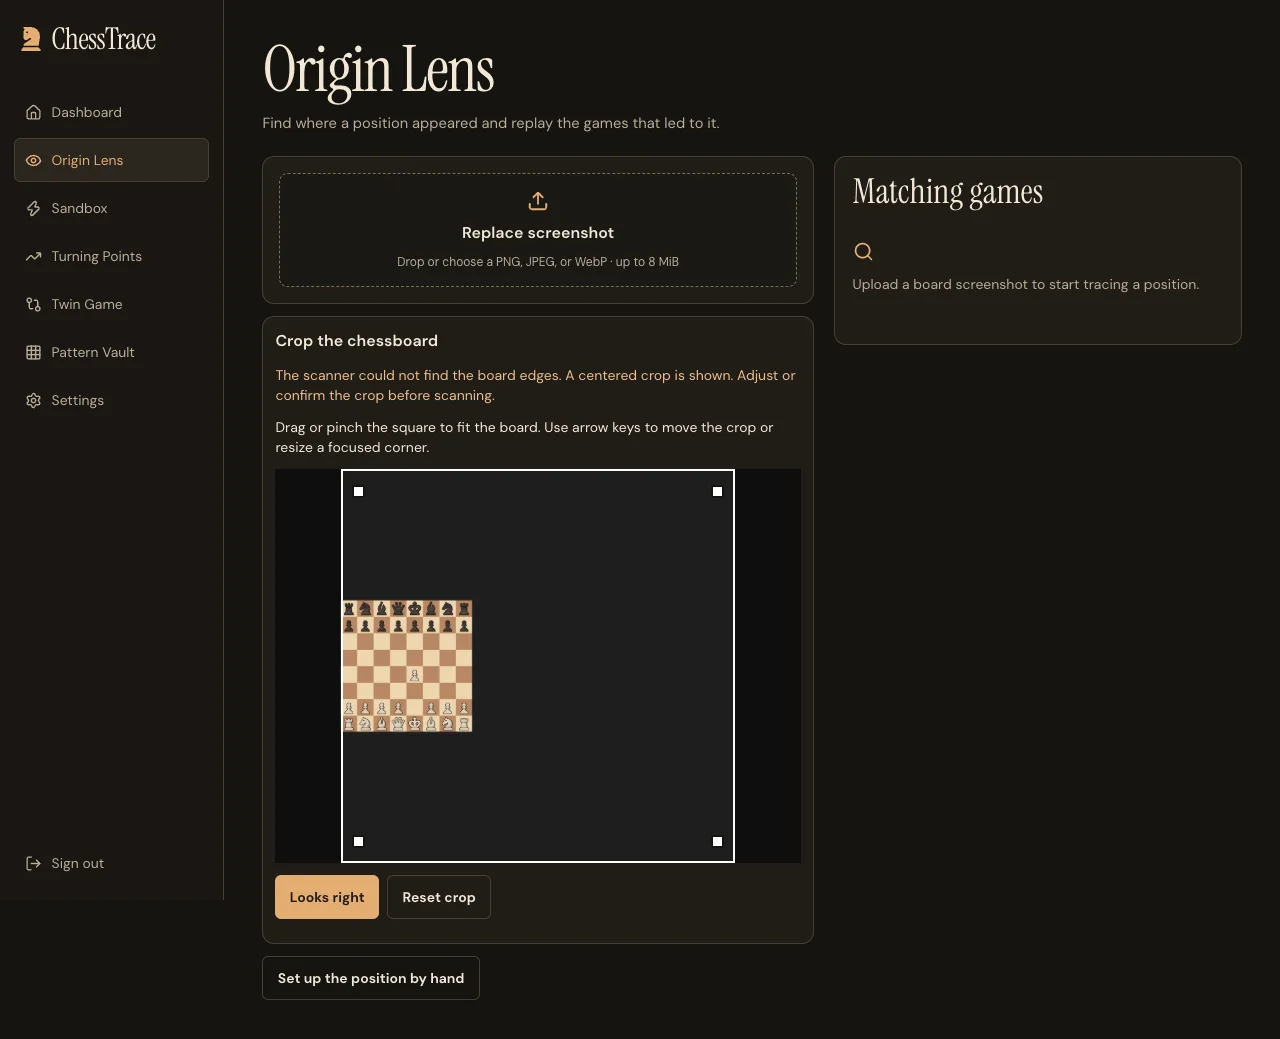 ChessTrace
Dashboard
Origin Lens
Sandbox
Turning Points
Twin Game
Pattern Vault
Settings
Sign out
Origin Lens
Find where a position appeared and replay the games that led to it.
Replace screenshot
Drop or choose a PNG, JPEG, or WebP · up to 8 MiB
Crop the chessboard
The scanner could not find the board edges. A centered crop is shown. Adjust or
confirm the crop before scanning.
Drag or pinch the square to fit the board. Use arrow keys to move the crop or
resize a focused corner.
Looks right
Reset crop
Set up the position by hand
Matching games
Upload a board screenshot to start tracing a position.